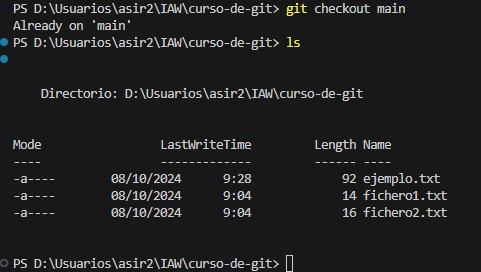 PS D:\Usuarios\asir2\IAW\curso-de-git> git checkout main
Already on 'main'
PS D:\Usuarios\asir2\IAW\curso-de-git> ls
Directorio: D:\Usuarios\asir2\IAW\curso-de-git
Mode                 LastWriteTime         Length Name
----                 -------------         ------ ----
-a----        08/10/2024      9:28             92 ejemplo.txt
-a----        08/10/2024      9:04             14 fichero1.txt
-a----        08/10/2024      9:04             16 fichero2.txt
PS D:\Usuarios\asir2\IAW\curso-de-git>